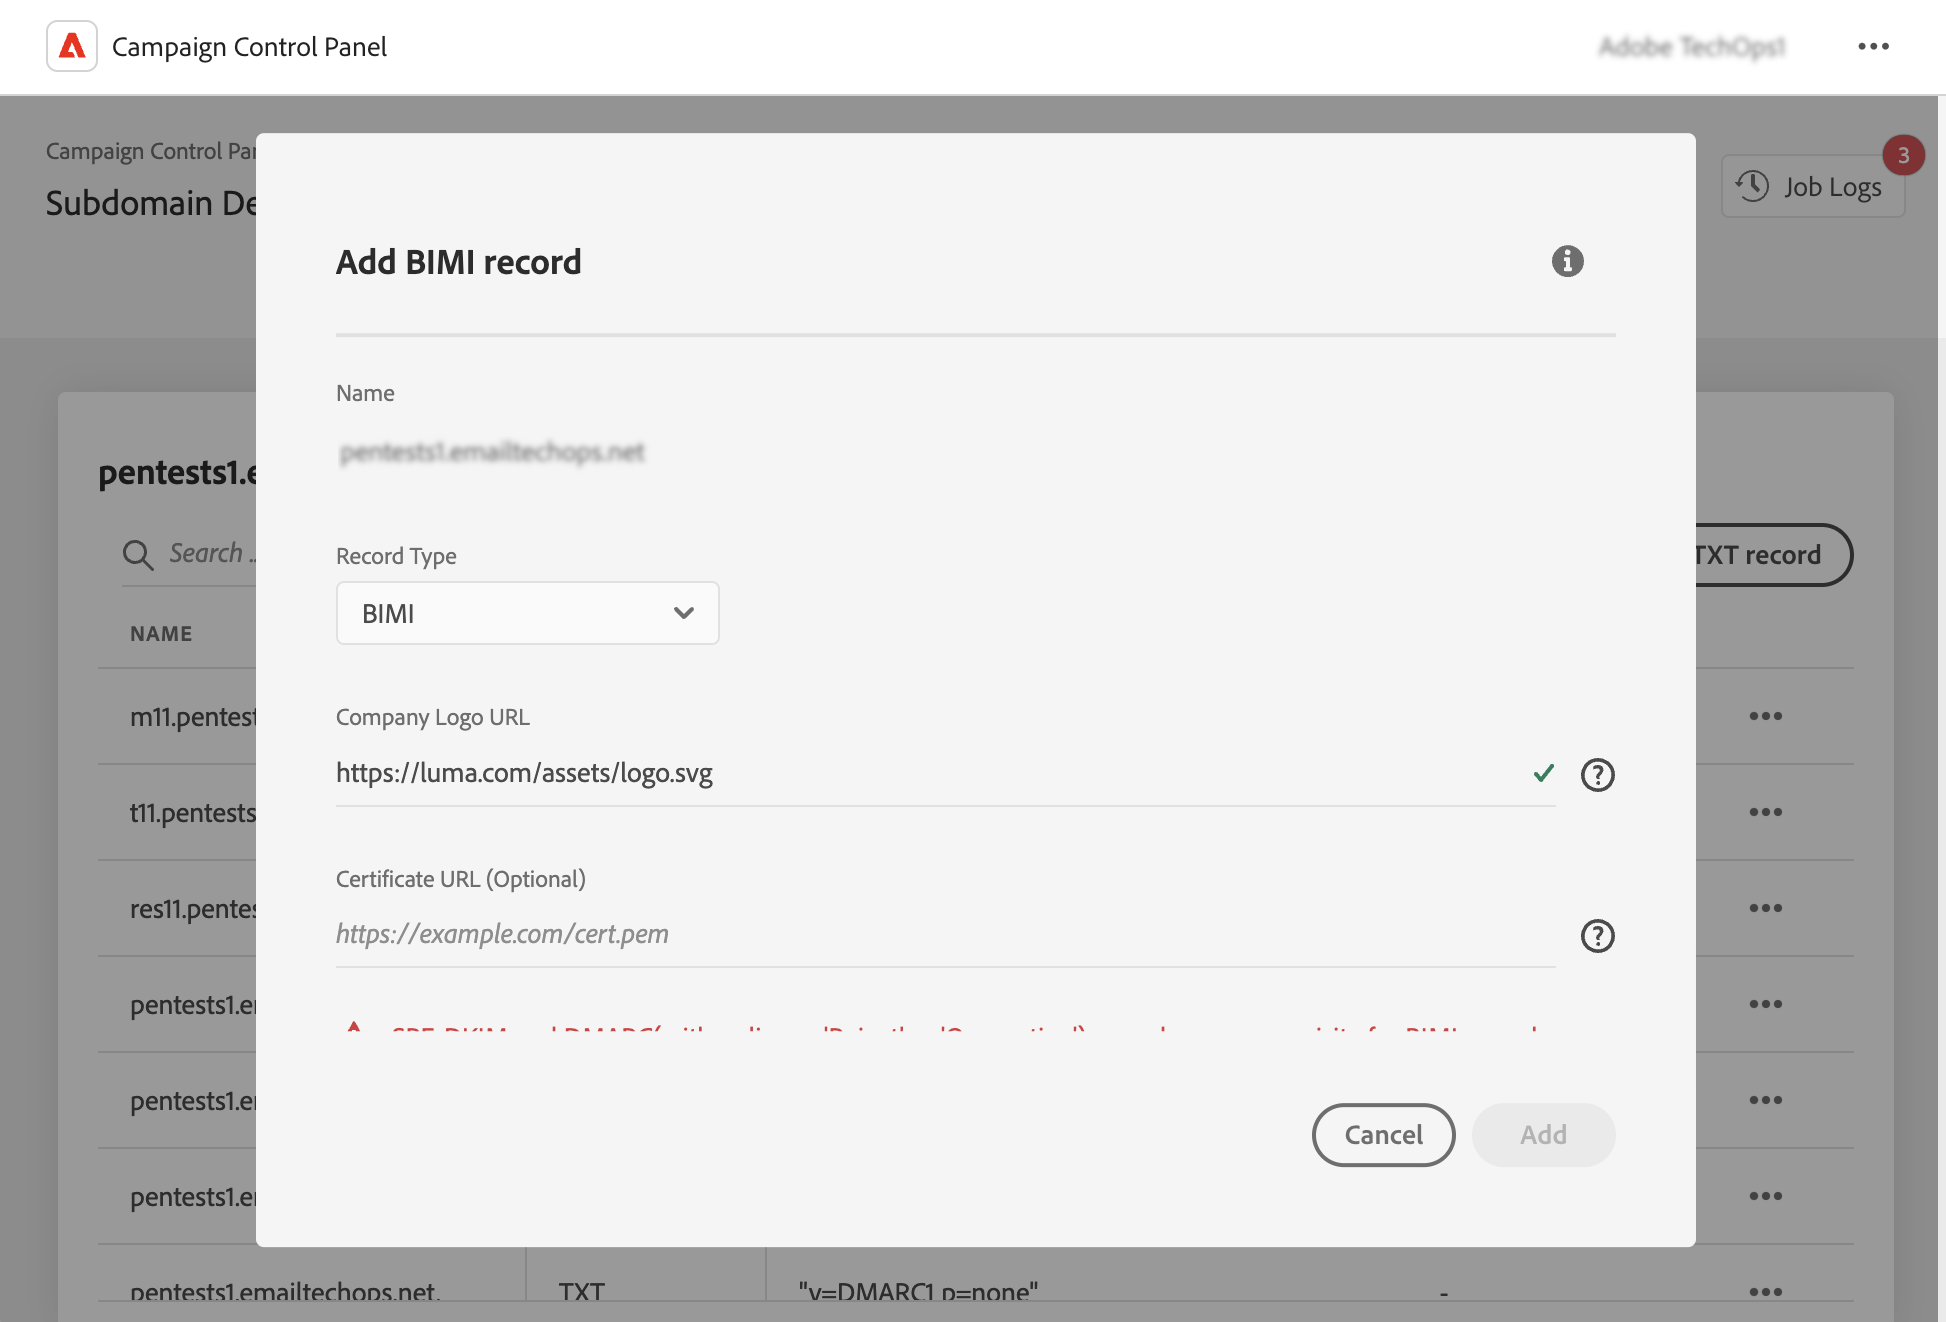 Campaign Control Panel
Adobe TechOps1
Campaign Control Pa
Subdomain De
3
Job Logs
Add BIMI record
Name
pentests1.emailtechops.net
pentests1.e
Search ..
TXT record
Record Type
BIMI
NAME
m11.pentest
Company Logo URL
https://luma.com/assets/logo.svg
t11.pentests
Certificate URL (Optional)
res11.pentes
https://example.com/cert.pem
pentests1.e
pentests1.e
Cancel
Add
pentests1.e
pentests1.emailtechops.net.
TXT
"v=DMARC1 p=none"
-